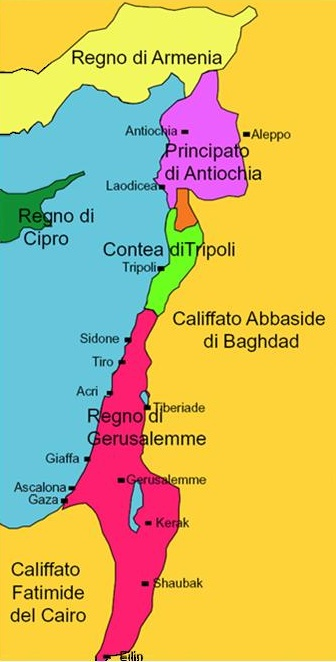 Regno di Armenia
Antiochia
Aleppo
Principato
di Antiochia
Laodicea
Regno di
Cipro
Contea diTripoli
Tripoli
Califfato Abbaside
di Baghdad
Sidone
Tiro
Acri
Tiberiade
Regno di
Gerusalemme
Giaffa
Gerusalemme
Ascalona
Gaza
Kerak
Califfato
Fatimide
del Cairo
Shaubak